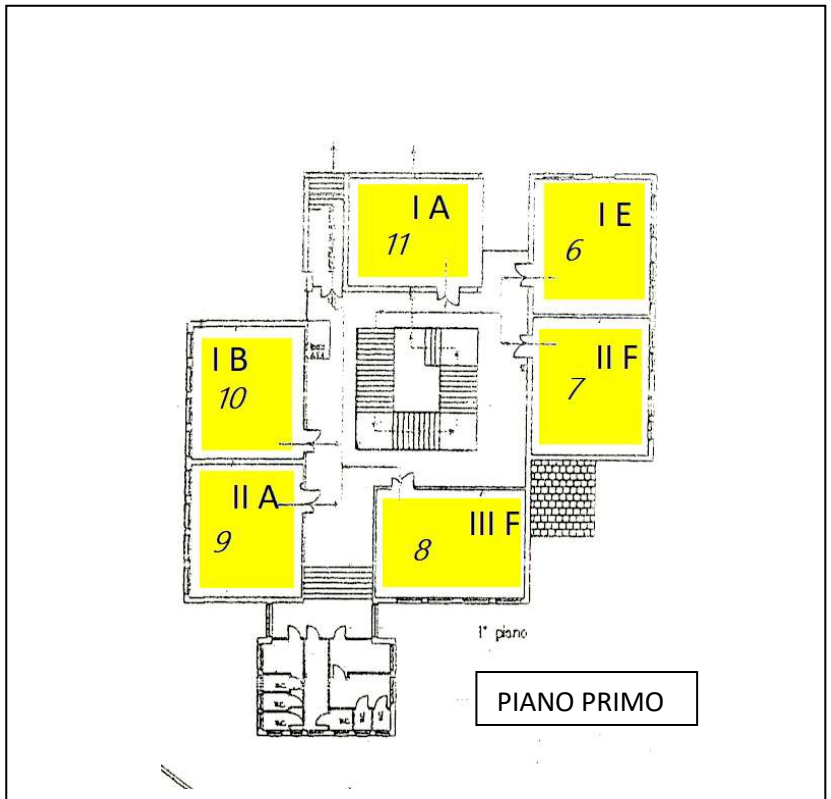 I A
11
I E
6
I B
10
II F
7
II A
9
III F
8
1° piano
W.C.
W.C.
W.C.
W.C.
PIANO PRIMO